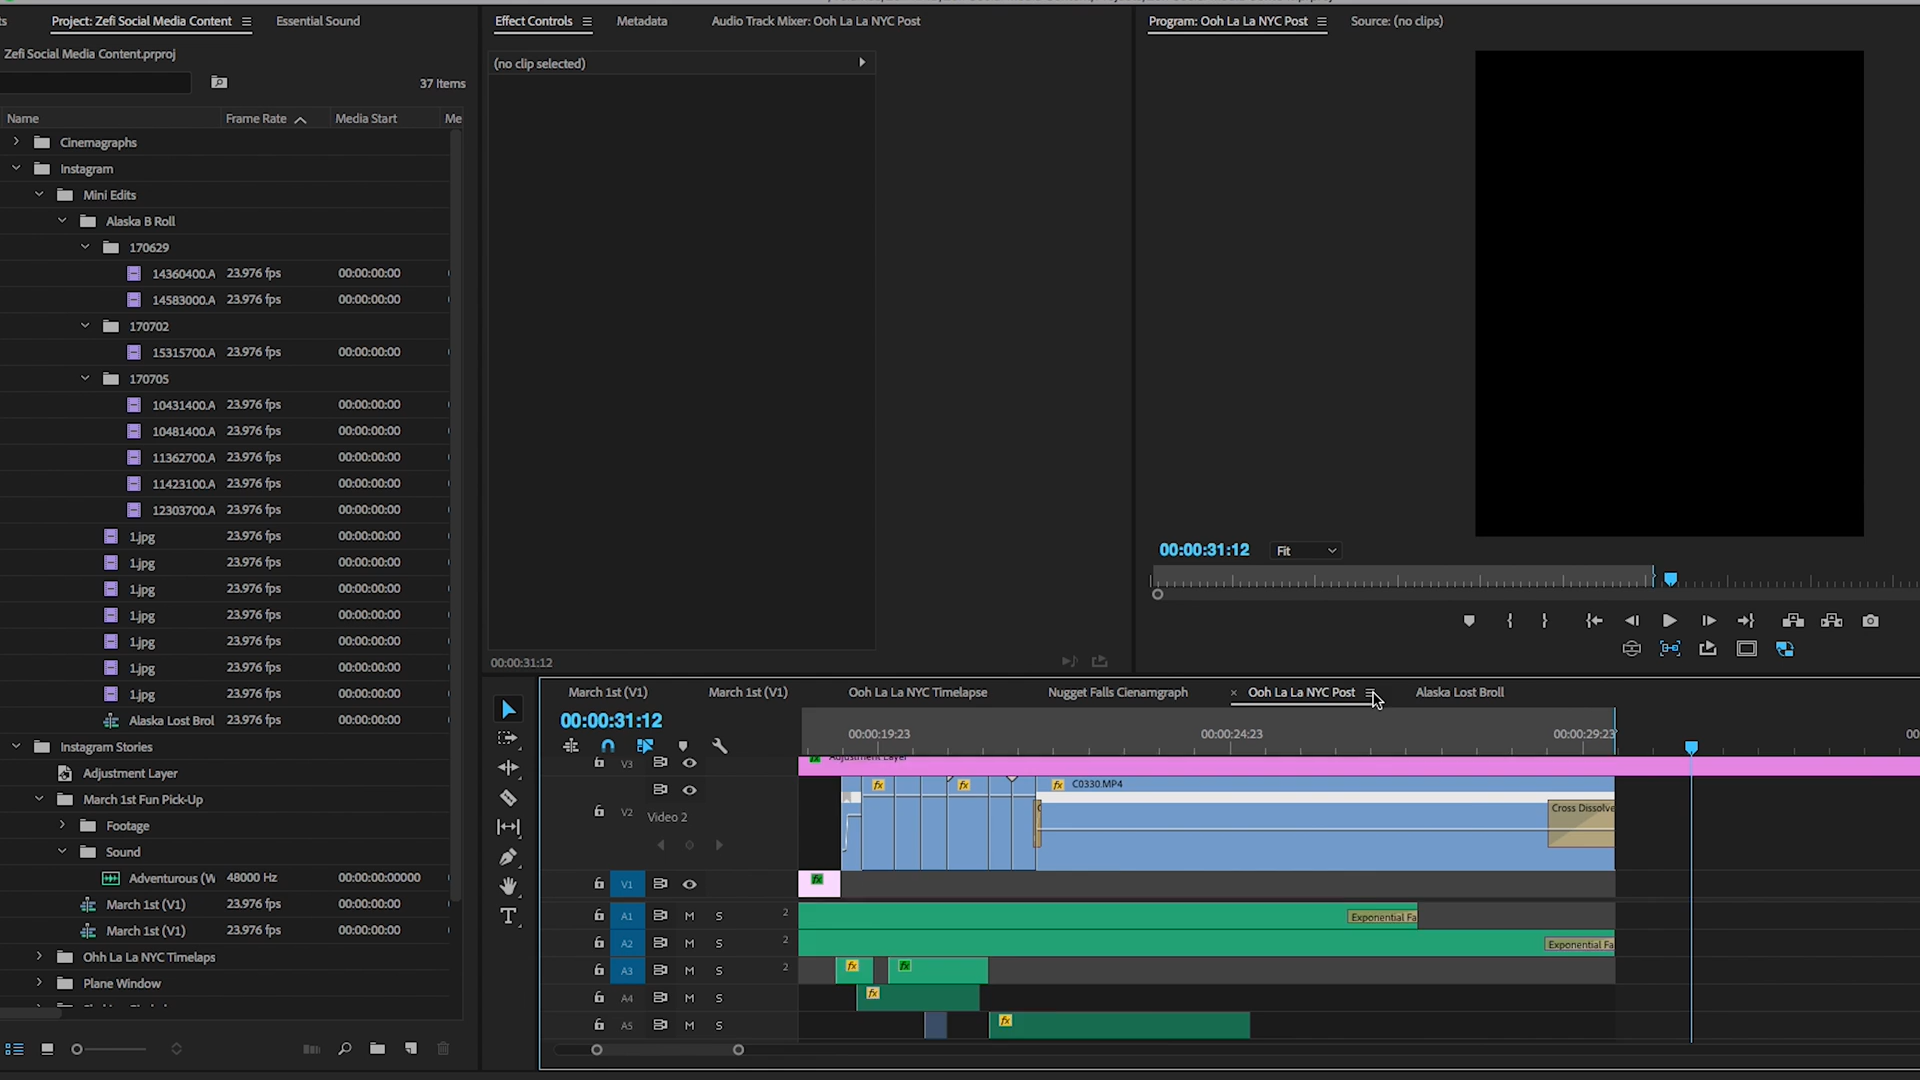 Project: Zefi Social Media Content
Essential Sound
Effect Controls
Metadata
Audio Track Mixer: Ooh La La NYC Post
Program: Ooh La La NYC Post
Source: (no clips)
Zefi Social Media Content.prproj
37 Items
(no clip selected)
Name
Frame Rate
Media Start
Me
Cinemagraphs
Instagram
Mini Edits
Alaska B Roll
170629
14360400.A 23.976 fps 00:00:00:00
14583000.A 23.976 fps 00:00:00:00
170702
15315700.A 23.976 fps 00:00:00:00
170705
10431400.A 23.976 fps 00:00:00:00
10481400.A 23.976 fps 00:00:00:00
11362700.A 23.976 fps 00:00:00:00
11423100.A 23.976 fps 00:00:00:00
12303700.A 23.976 fps 00:00:00:00
1.jpg 23.976 fps 00:00:00:00
1.jpg 23.976 fps 00:00:00:00
1.jpg 23.976 fps 00:00:00:00
1.jpg 23.976 fps 00:00:00:00
1.jpg 23.976 fps 00:00:00:00
1.jpg 23.976 fps 00:00:00:00
1.jpg 23.976 fps 00:00:00:00
Alaska Lost Brol 23.976 fps 00:00:00:00
Instagram Stories
Adjustment Layer
March 1st Fun Pick-Up
Footage
Sound
Adventurous (W 48000 Hz 00:00:00:00000
March 1st (V1) 23.976 fps 00:00:00:00
March 1st (V1) 23.976 fps 00:00:00:00
Ohh La La NYC Timelaps
Plane Window
00:00:31:12
00:00:31:12
Fit
March 1st (V1)
March 1st (V1)
Ooh La La NYC Timelapse
Nugget Falls Cienamgraph
× Ooh La La NYC Post
Alaska Lost Broll
00:00:31:12
00:00:19:23
00:00:24:23
00:00:29:23
00
V3
Adjustment Layer
fx fx fx C0330.MP4
V2 Video 2
Cross Dissolve
V1
fx
A1 M S 2
Exponential Fa
A2 M S 2
Exponential Fa
A3 M S 2
fx fx
A4 M S
fx
A5 M S
fx
T